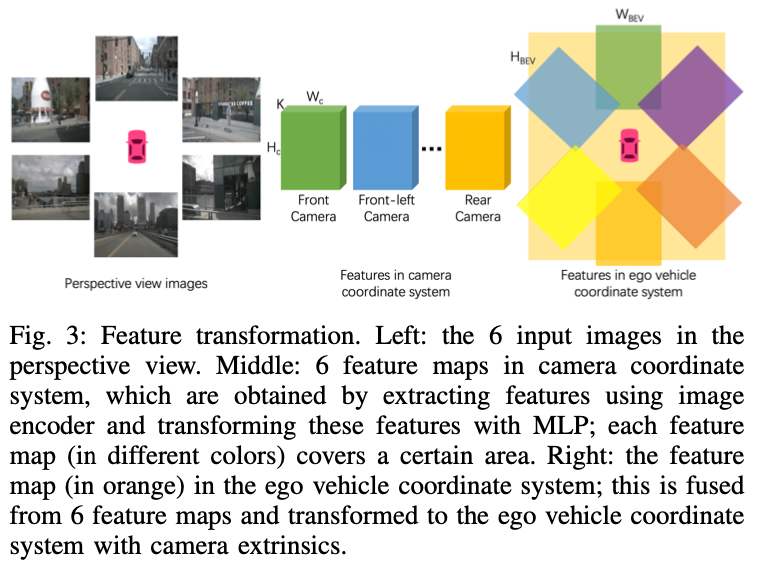 W_BEV
H_BEV
K
W_c
H_c
COFFEE
Front
Camera
Front-left
Camera
...
Rear
Camera
Perspective view images
Features in camera
coordinate system
Features in ego vehicle
coordinate system
Fig. 3: Feature transformation. Left: the 6 input images in the
perspective view. Middle: 6 feature maps in camera coordinate
system, which are obtained by extracting features using image
encoder and transforming these features with MLP; each feature
map (in different colors) covers a certain area. Right: the feature
map (in orange) in the ego vehicle coordinate system; this is fused
from 6 feature maps and transformed to the ego vehicle coordinate
system with camera extrinsics.